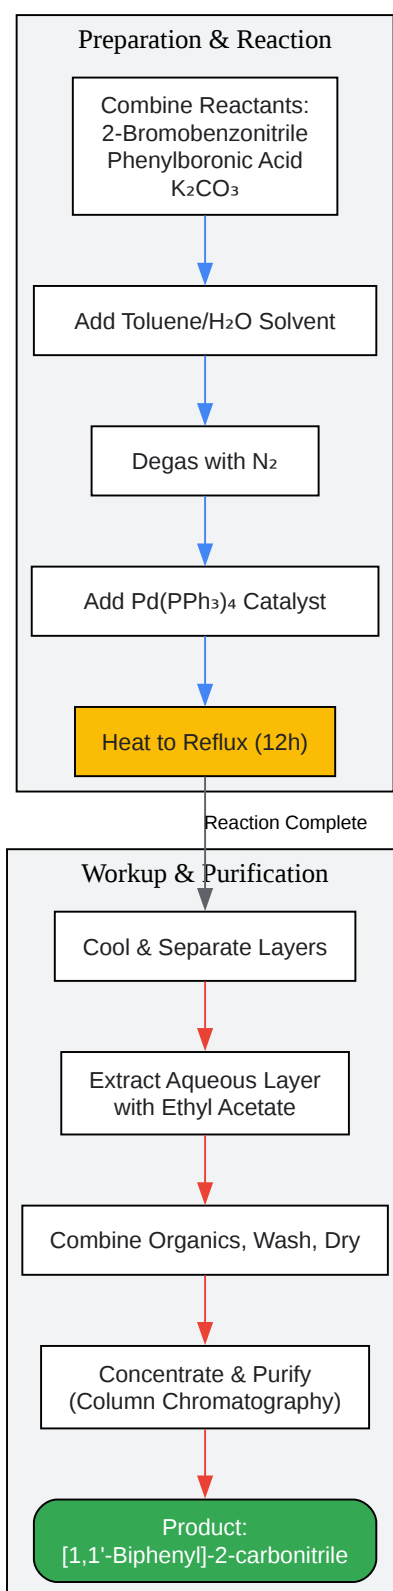 Preparation & Reaction
Combine Reactants:
2-Bromobenzonitrile
Phenylboronic Acid
K₂CO₃
Add Toluene/H₂O Solvent
Degas with N₂
Add Pd(PPh₃)₄ Catalyst
Heat to Reflux (12h)
Reaction Complete
Workup & Purification
Cool & Separate Layers
Extract Aqueous Layer
with Ethyl Acetate
Combine Organics, Wash, Dry
Concentrate & Purify
(Column Chromatography)
Product:
[1,1'-Biphenyl]-2-carbonitrile